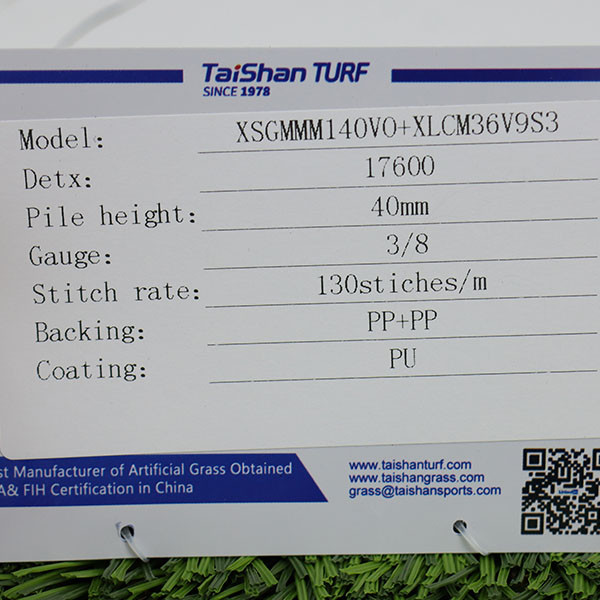 TaiShan TURF
SINCE 1978
Model: XSGMMM140VO+XLCM36V9S3
Detx: 17600
Pile height: 40mm
Gauge: 3/8
Stitch rate: 130stiches/m
Backing: PP+PP
Coating: PU
st Manufacturer of Artificial Grass Obtained
A& FIH Certification in China
www.taishanturf.com
www.taishangrass.com
grass@taishansports.com